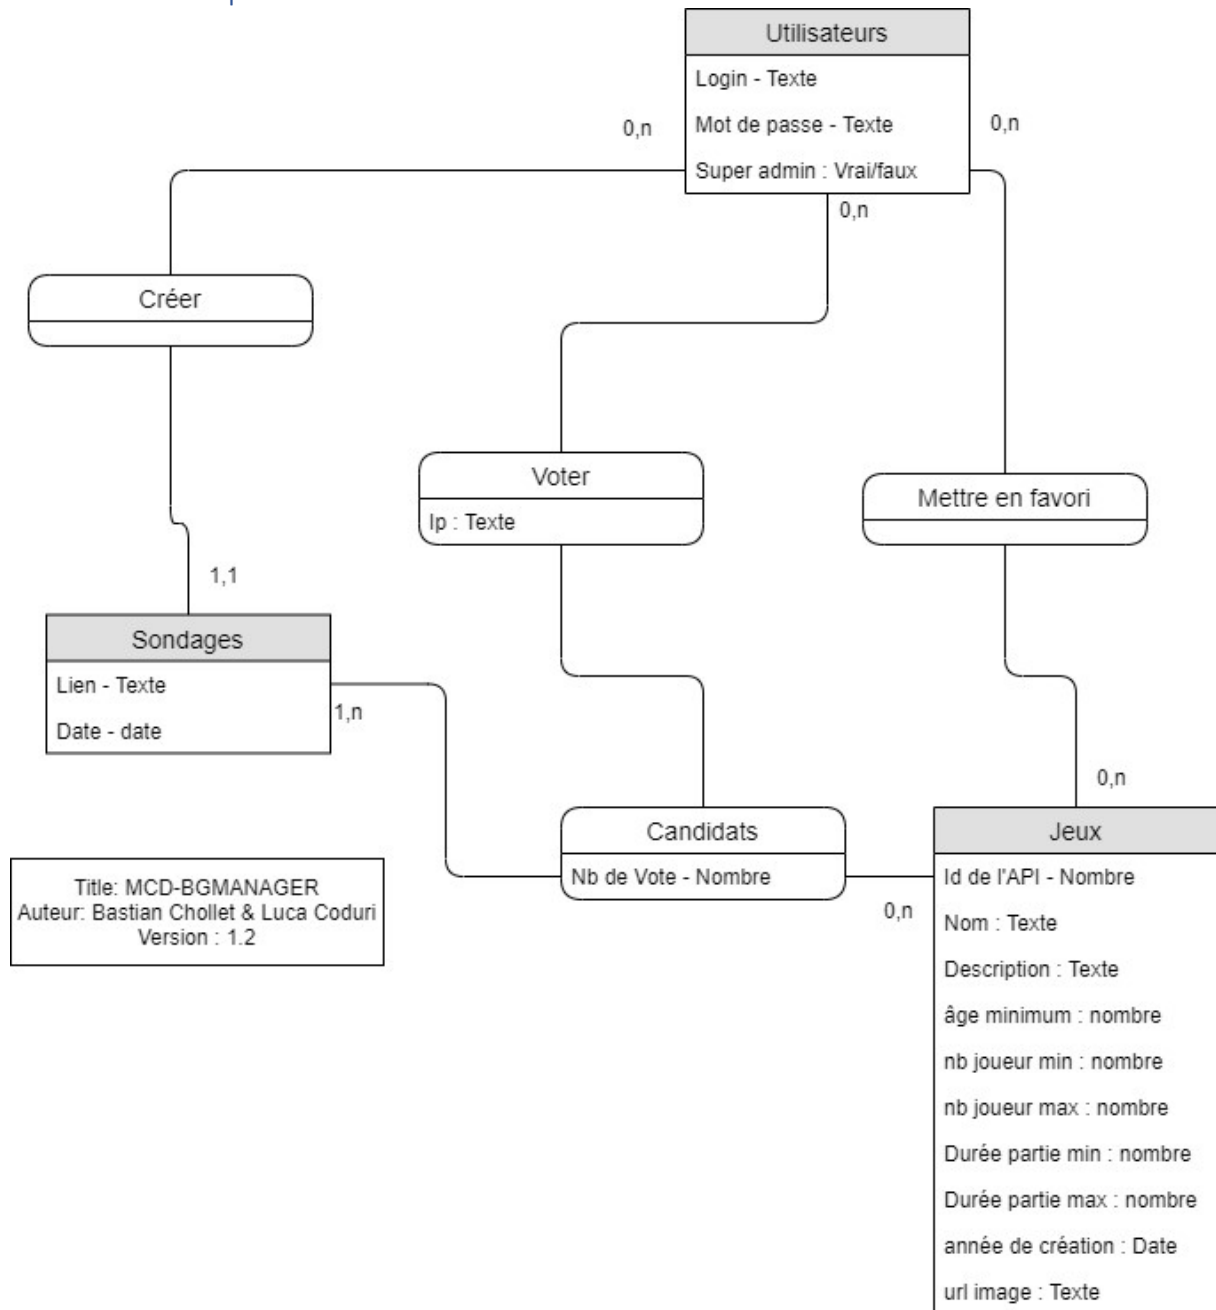 Utilisateurs
Login - Texte
Mot de passe - Texte
Super admin : Vrai/faux
0,n
0,n
0,n
Créer
Voter
Ip : Texte
Mettre en favori
1,1
Sondages
Lien - Texte
Date - date
1,n
0,n
Candidats
Nb de Vote - Nombre
0,n
Jeux
Id de l'API - Nombre
Nom : Texte
Description : Texte
âge minimum : nombre
nb joueur min : nombre
nb joueur max : nombre
Durée partie min : nombre
Durée partie max : nombre
année de création : Date
url image : Texte
Title: MCD-BGMANAGER
Auteur: Bastian Chollet & Luca Coduri
Version : 1.2